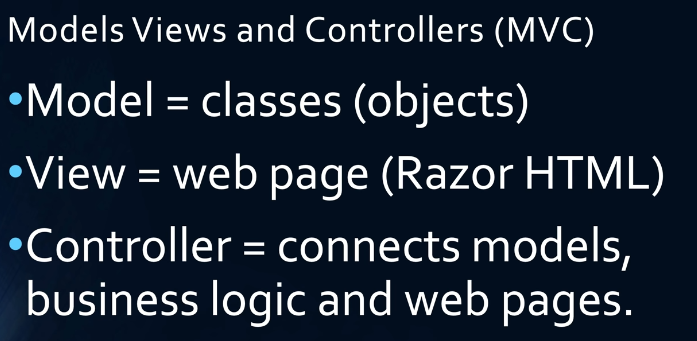 Models Views and Controllers (MVC)
•Model = classes (objects)
•View = web page (Razor HTML)
•Controller = connects models,
business logic and web pages.